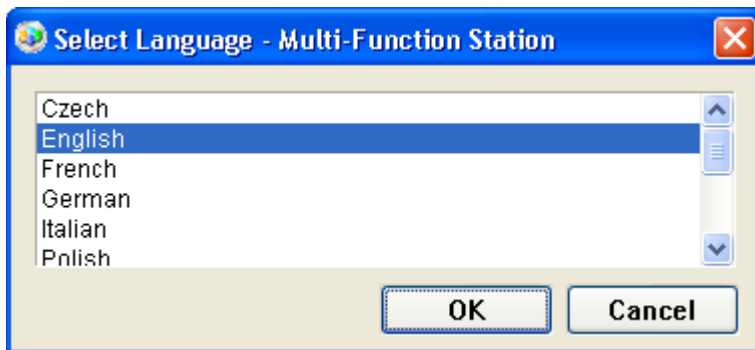 Select Language - Multi-Function Station
Czech
English
French
German
Italian
Polish
OK
Cancel